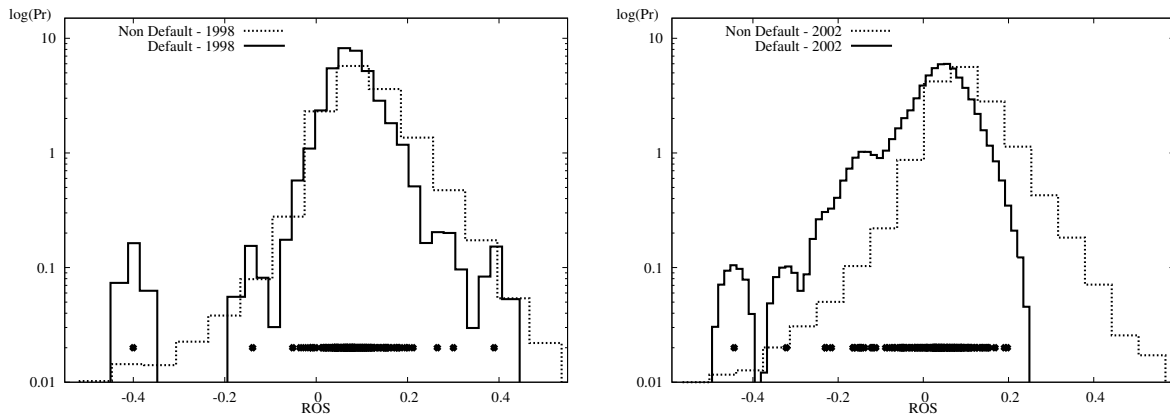 log(Pr)
Non Default - 1998
Default - 1998
10
1
0.1
0.01
-0.4 -0.2 0 0.2 0.4
ROS
log(Pr)
Non Default - 2002
Default - 2002
10
1
0.1
0.01
-0.4 -0.2 0 0.2 0.4
ROS